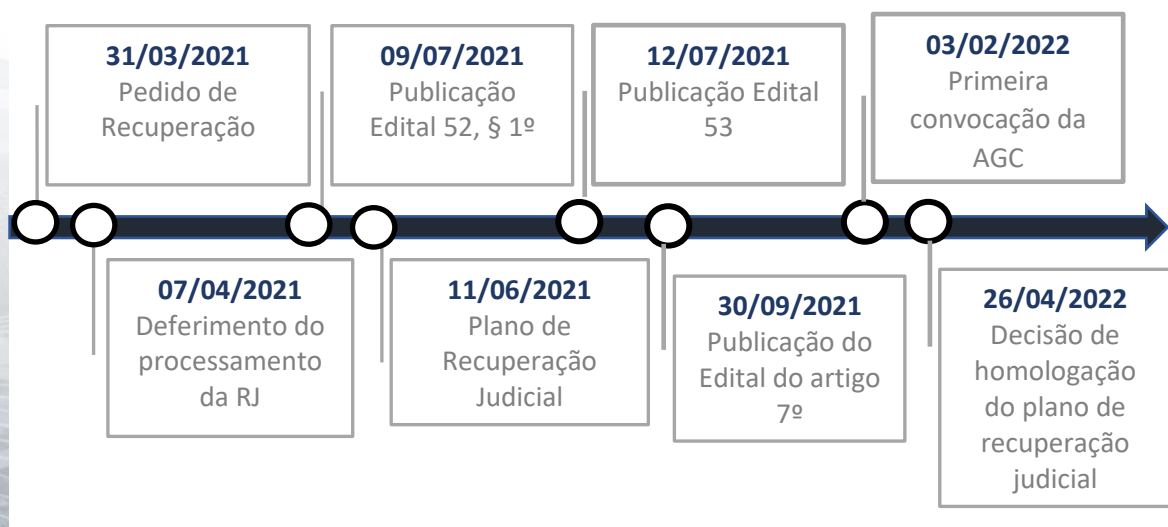 31/03/2021
Pedido de
Recuperação
09/07/2021
Publicação
Edital 52, § 1º
12/07/2021
Publicação Edital
53
03/02/2022
Primeira
convocação da
AGC
07/04/2021
Deferimento do
processamento
da RJ
11/06/2021
Plano de
Recuperação
Judicial
30/09/2021
Publicação do
Edital do artigo
7º
26/04/2022
Decisão de
homologação
do plano de
recuperação
judicial